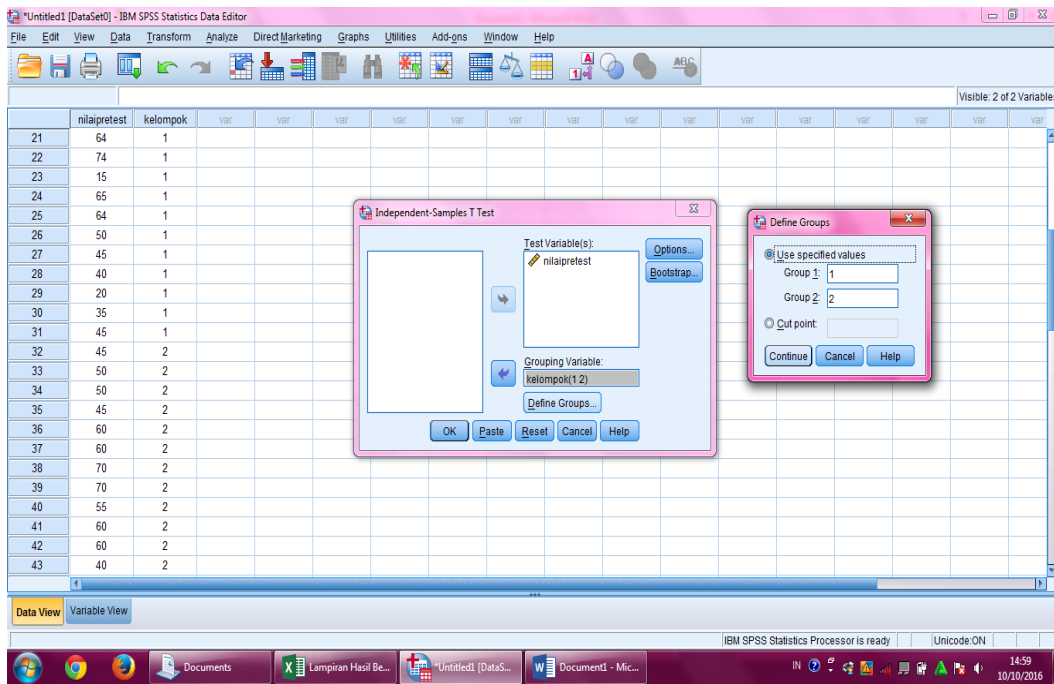 *Untitled1 [DataSet0] - IBM SPSS Statistics Data Editor
File Edit View Data Transform Analyze Direct Marketing Graphs Utilities Add-ons Window Help
Visible: 2 of 2 Variable
nilaipretest kelompok var var var var var var var var var var var var var var var
21 64 1
22 74 1
23 15 1
24 65 1
25 64 1
26 50 1
27 45 1
28 40 1
29 20 1
30 35 1
31 45 1
32 45 2
33 50 2
34 50 2
35 45 2
36 60 2
37 60 2
38 70 2
39 70 2
40 55 2
41 60 2
42 60 2
43 40 2
Independent-Samples T Test
Test Variable(s):
nilaipretest
Options...
Bootstrap...
Grouping Variable:
kelompok(1 2)
Define Groups...
OK Paste Reset Cancel Help
Define Groups
Use specified values
Group 1: 1
Group 2: 2
Cut point:
Continue Cancel Help
Data View Variable View
IBM SPSS Statistics Processor is ready Unicode:ON
Documents Lampiran Hasil Be... *Untitled1 [DataS... Document1 - Mic... IN 14:59
10/10/2016